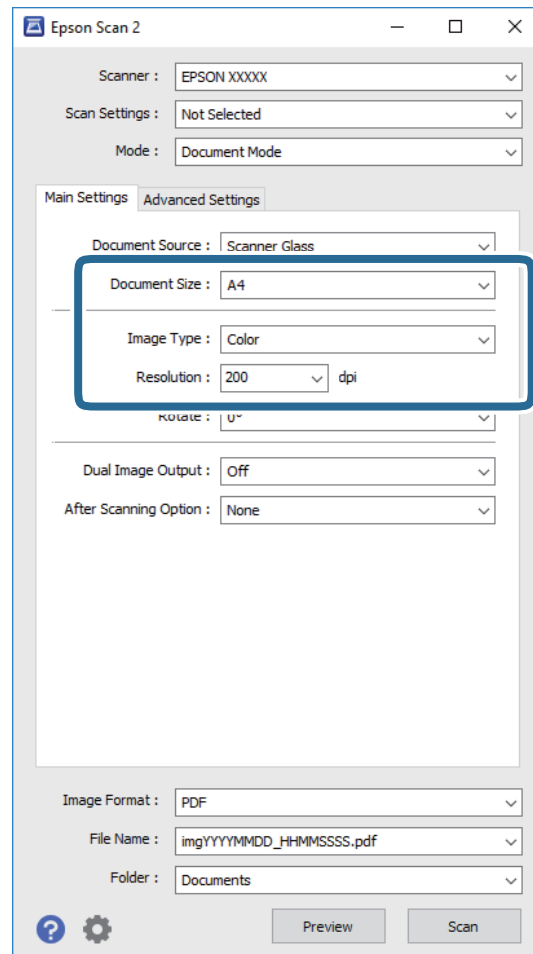 Epson Scan 2
Scanner : EPSON XXXXX
Scan Settings : Not Selected
Mode : Document Mode
Main Settings Advanced Settings
Document Source : Scanner Glass
Document Size : A4
Image Type : Color
Resolution : 200 dpi
Rotate : 0°
Dual Image Output : Off
After Scanning Option : None
Image Format : PDF
File Name : imgYYYYMMDD_HHMMSSSS.pdf
Folder : Documents
? Preview Scan